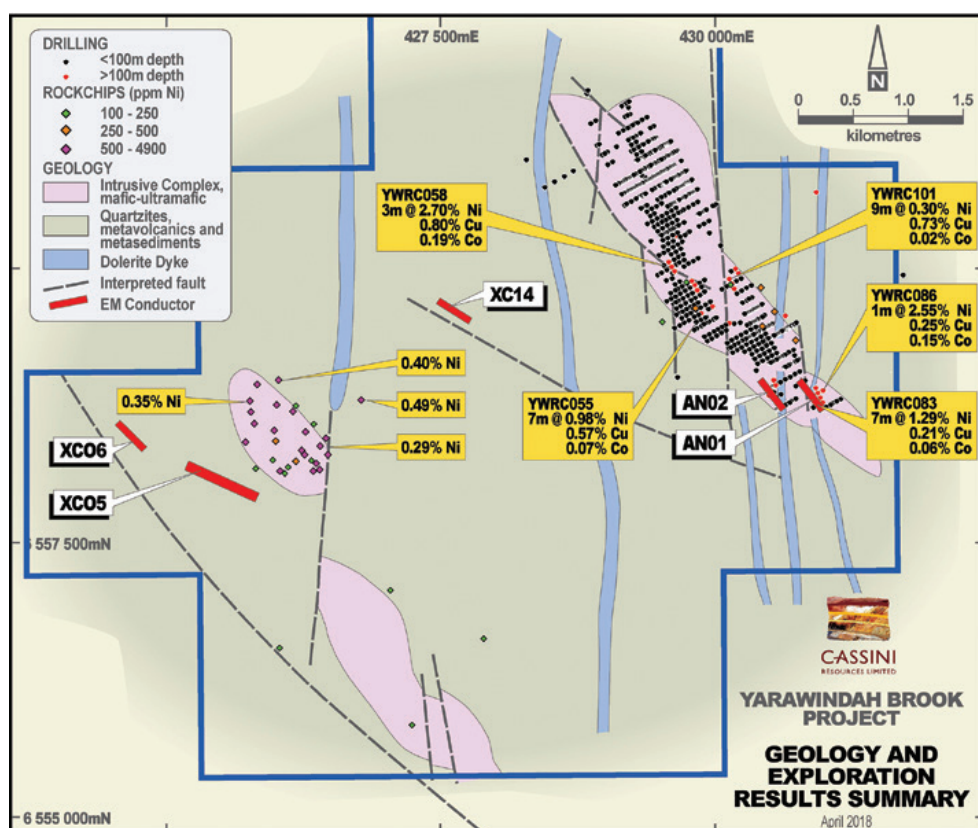 427 500mE
430 000mE
DRILLING
<100m depth
>100m depth
ROCKCHIPS (ppm Ni)
100 - 250
250 - 500
500 - 4900
GEOLOGY
Intrusive Complex,
mafic-ultramafic
Quartzites,
metavolcanics and
metasediments
Dolerite Dyke
Interpreted fault
EM Conductor
N
0 0.5 1.0 1.5
kilometres
YWRC058
3m @ 2.70% Ni
0.80% Cu
0.19% Co
YWRC101
9m @ 0.30% Ni
0.73% Cu
0.02% Co
XC14
YWRC086
1m @ 2.55% Ni
0.25% Cu
0.15% Co
0.40% Ni
0.35% Ni
0.49% Ni
0.29% Ni
YWRC055
7m @ 0.98% Ni
0.57% Cu
0.07% Co
AN02
AN01
YWRC083
7m @ 1.29% Ni
0.21% Cu
0.06% Co
XCO6
XCO5
6 557 500mN
CASSINI
RESOURCES LIMITED
YARAWINDAH BROOK
PROJECT
GEOLOGY AND
EXPLORATION
RESULTS SUMMARY
April 2018
6 555 000mN